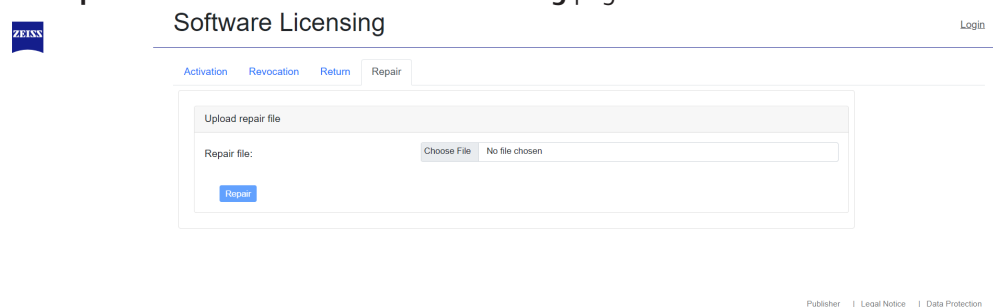 Software Licensing
ZEISS
Login
Activation Revocation Return Repair
Upload repair file
Repair file: Choose File No file chosen
Repair
Publisher | Legal Notice | Data Protection